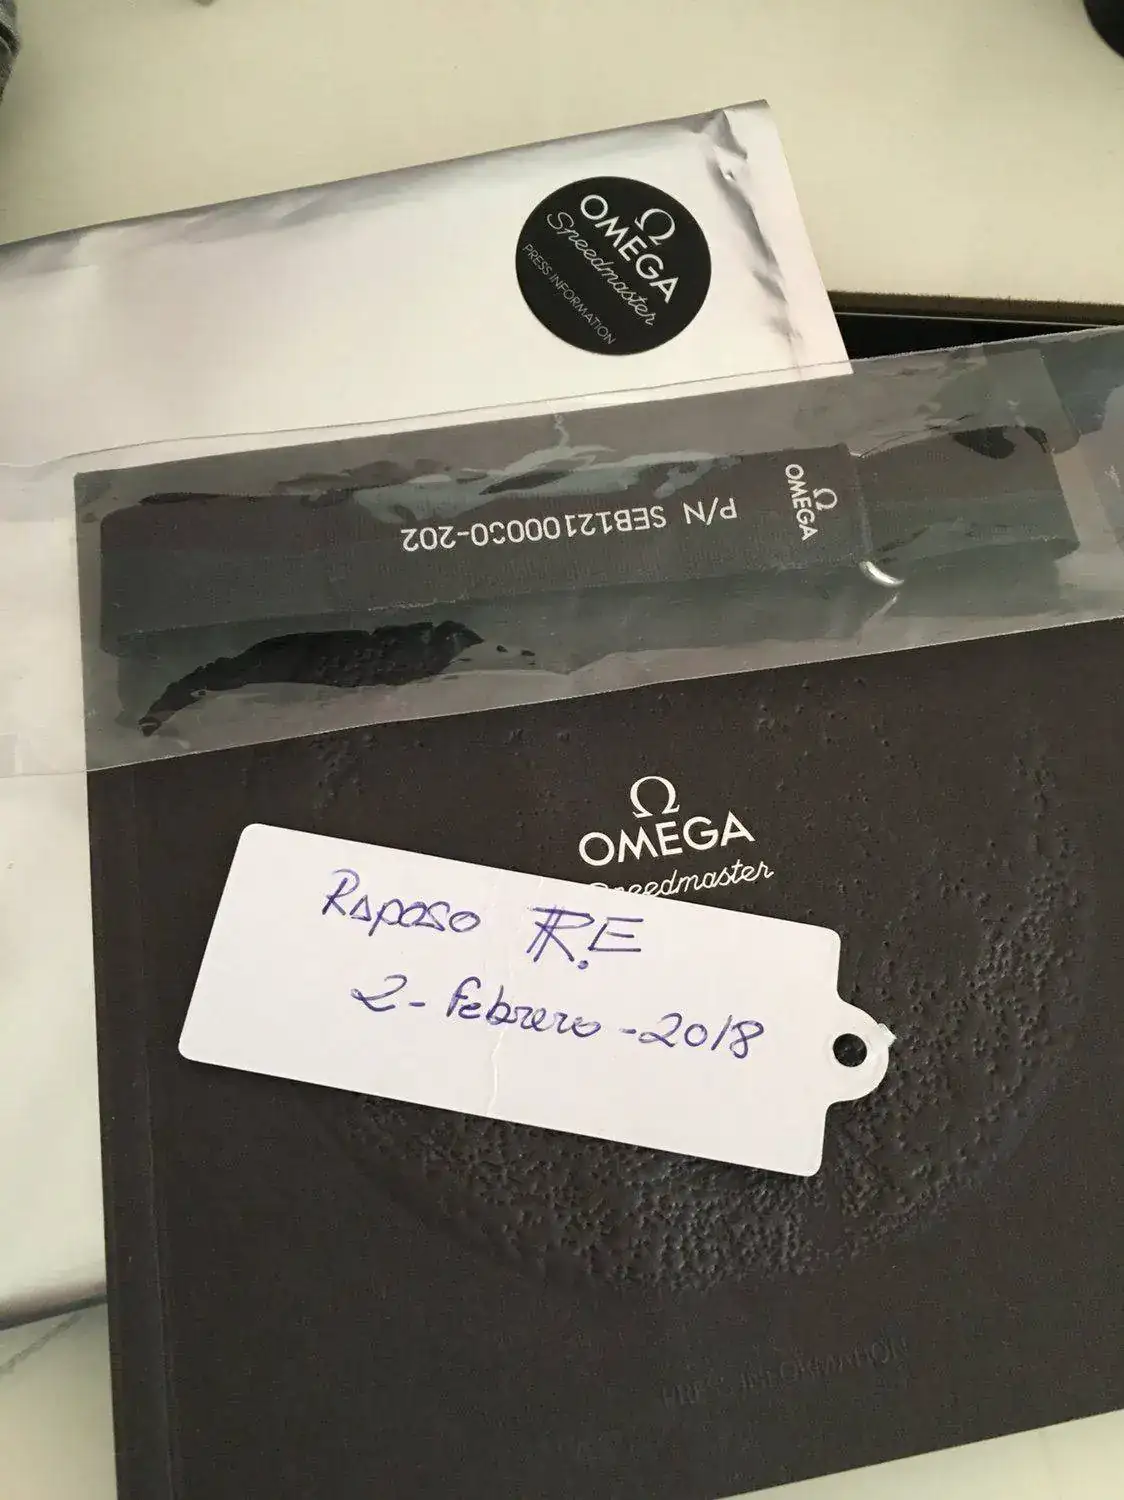 Ω
OMEGA
Speedmaster
PRESS INFORMATION
Ω
OMEGA
P/N SEB12100030-202
Ω
OMEGA
Speedmaster
Raposo R.E
2-febrero-2018
PRESS INFORMATION